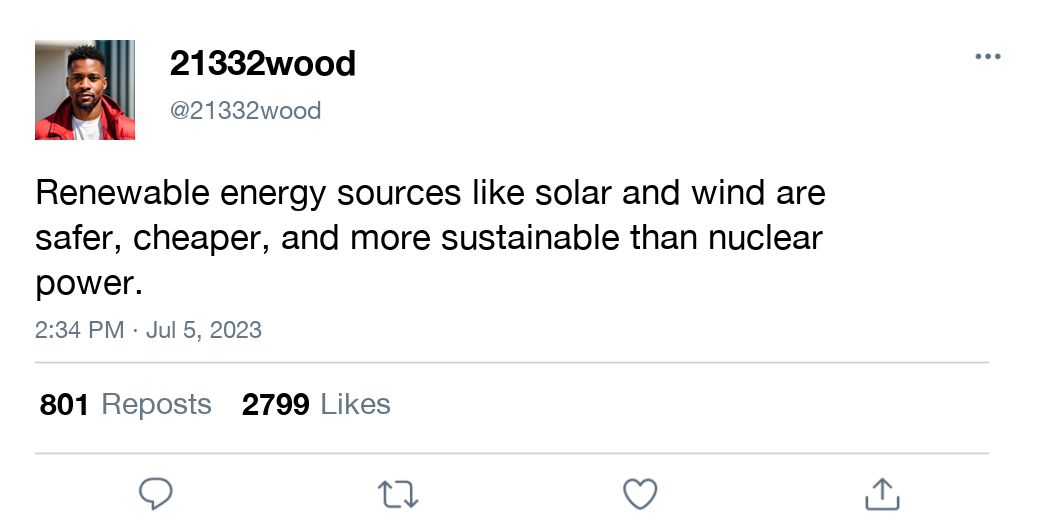 21332wood
@21332wood
Renewable energy sources like solar and wind are
safer, cheaper, and more sustainable than nuclear
power.
2:34 PM · Jul 5, 2023
801 Reposts 2799 Likes